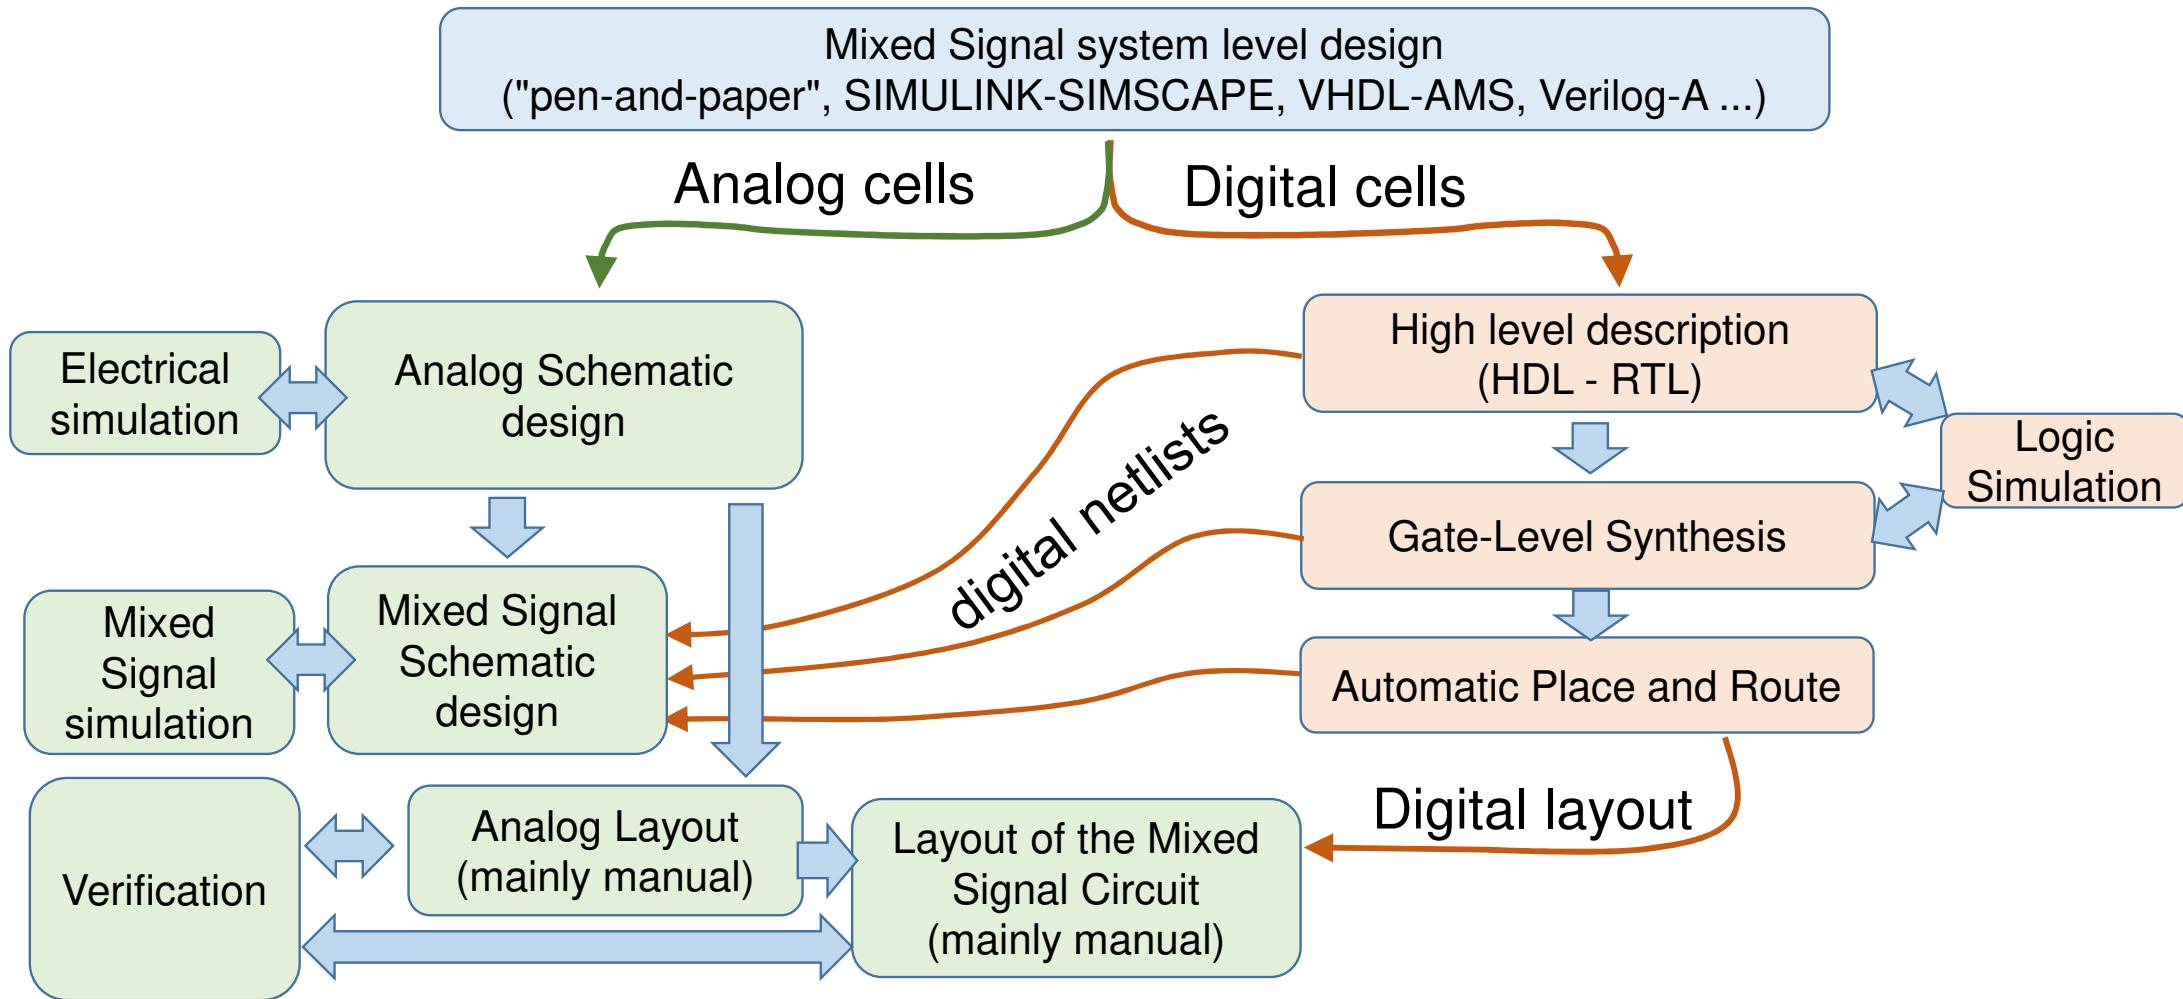 Mixed Signal system level design
("pen-and-paper", SIMULINK-SIMSCAPE, VHDL-AMS, Verilog-A ...)
Analog cells
Digital cells
Electrical
simulation
Analog Schematic
design
High level description
(HDL - RTL)
Logic
Simulation
digital netlists
Gate-Level Synthesis
Mixed
Signal
simulation
Mixed Signal
Schematic
design
Automatic Place and Route
Verification
Analog Layout
(mainly manual)
Layout of the Mixed
Signal Circuit
(mainly manual)
Digital layout